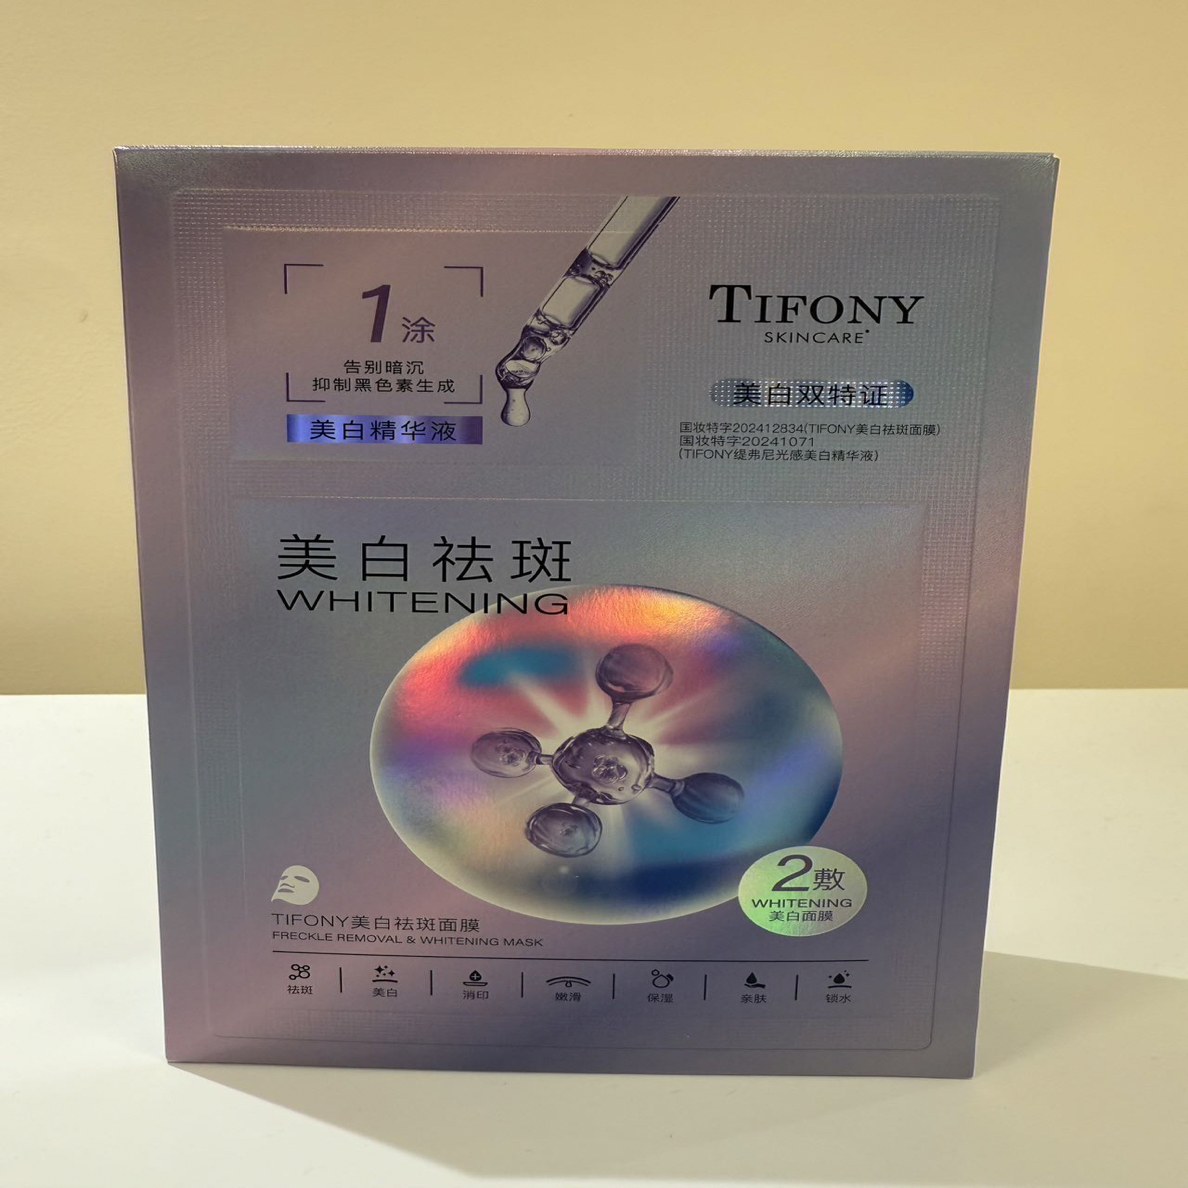 1涂
告别暗沉
抑制黑色素生成
美白精华液
TIFONY
SKINCARE
美白双特证
国妆特字202412834(TIFONY美白祛斑面膜)
国妆特字20241071
(TIFONY缇弗尼光感美白精华液)
美白祛斑
WHITENING
2敷
WHITENING
美白面膜
TIFONY美白祛斑面膜
FRECKLE REMOVAL & WHITENING MASK
祛斑 美白 消印 嫩滑 保湿 亲肤 锁水